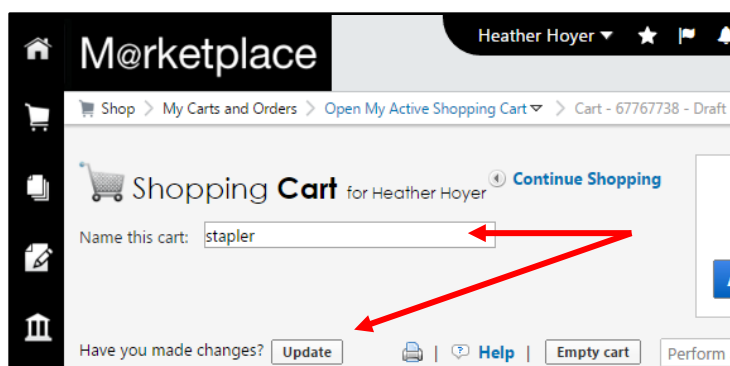 Heather Hoyer
M@rketplace
Shop > My Carts and Orders > Open My Active Shopping Cart > Cart - 67767738 - Draft
Shopping Cart for Heather Hoyer Continue Shopping
Name this cart: stapler
Have you made changes? Update | ? Help | Empty cart Perform